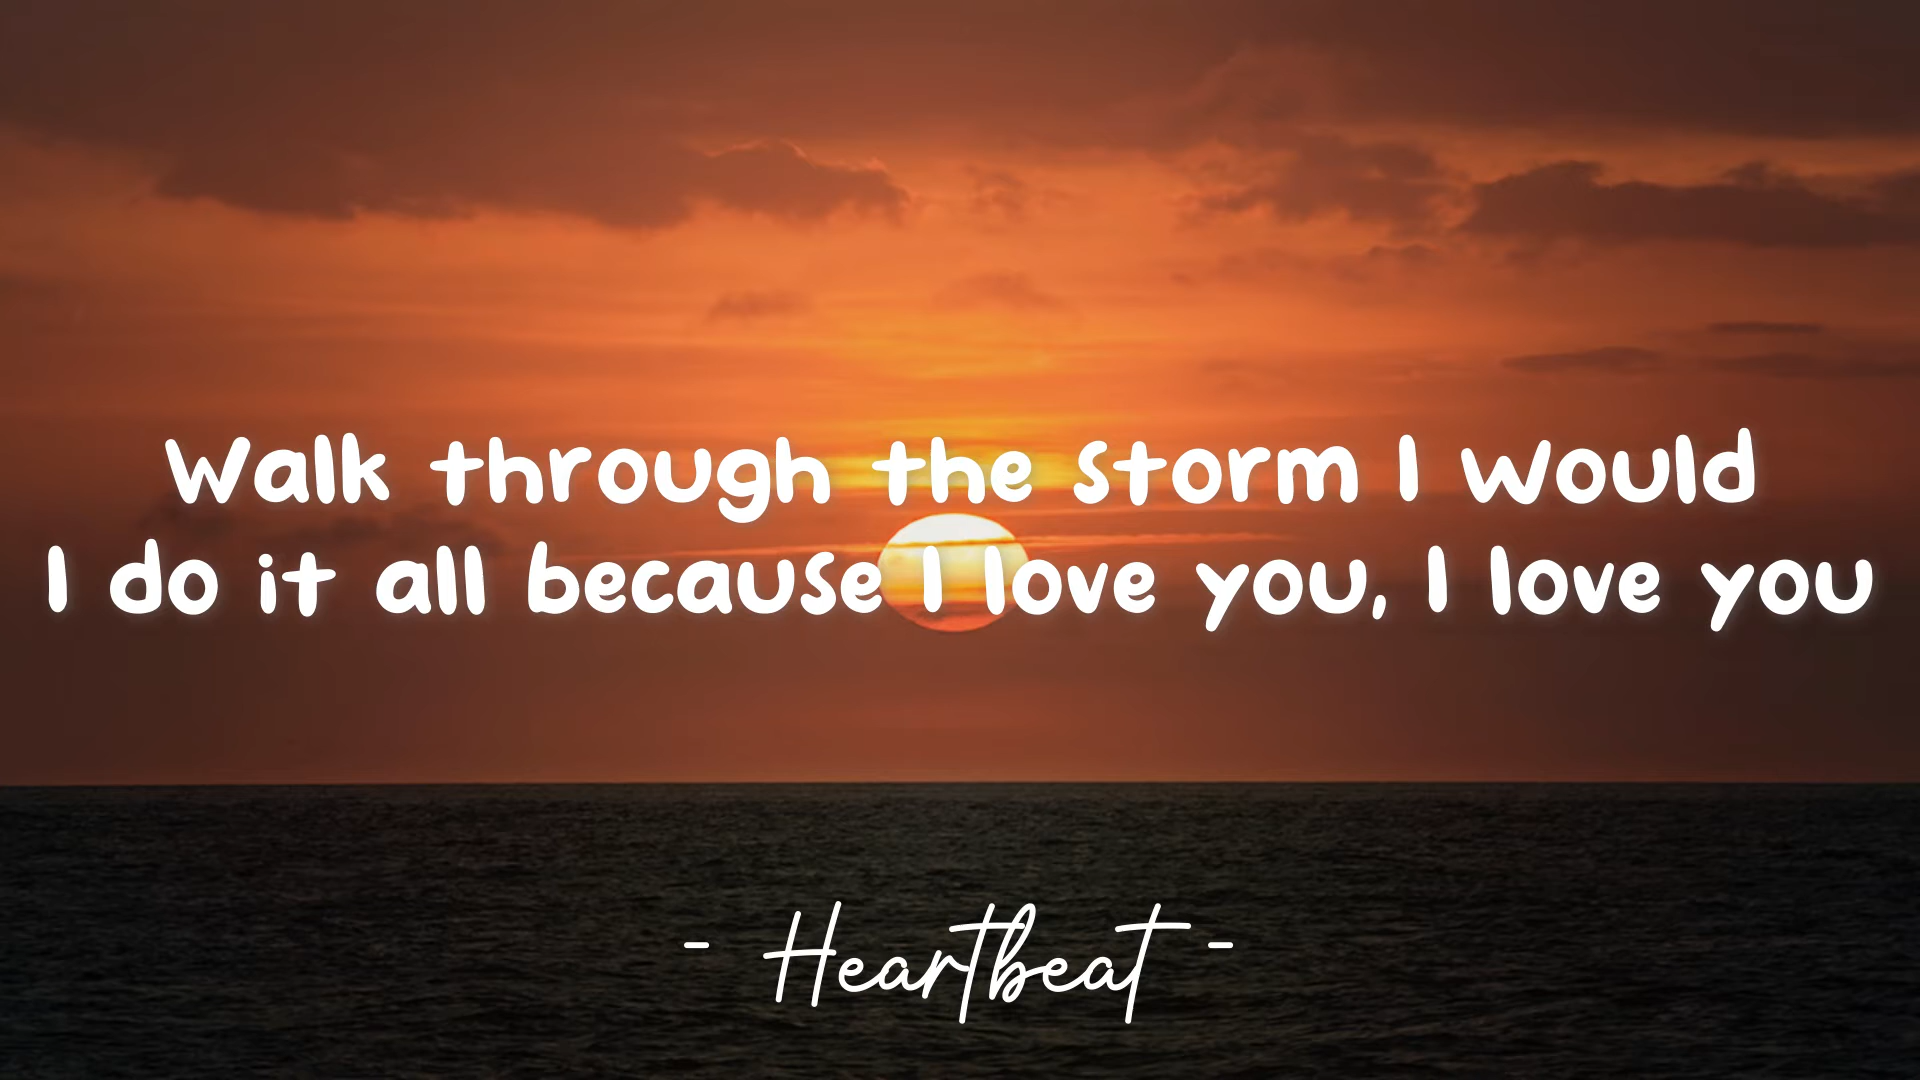 Walk through the storm I would
I do it all because I love you, I love you
- Heartbeat -